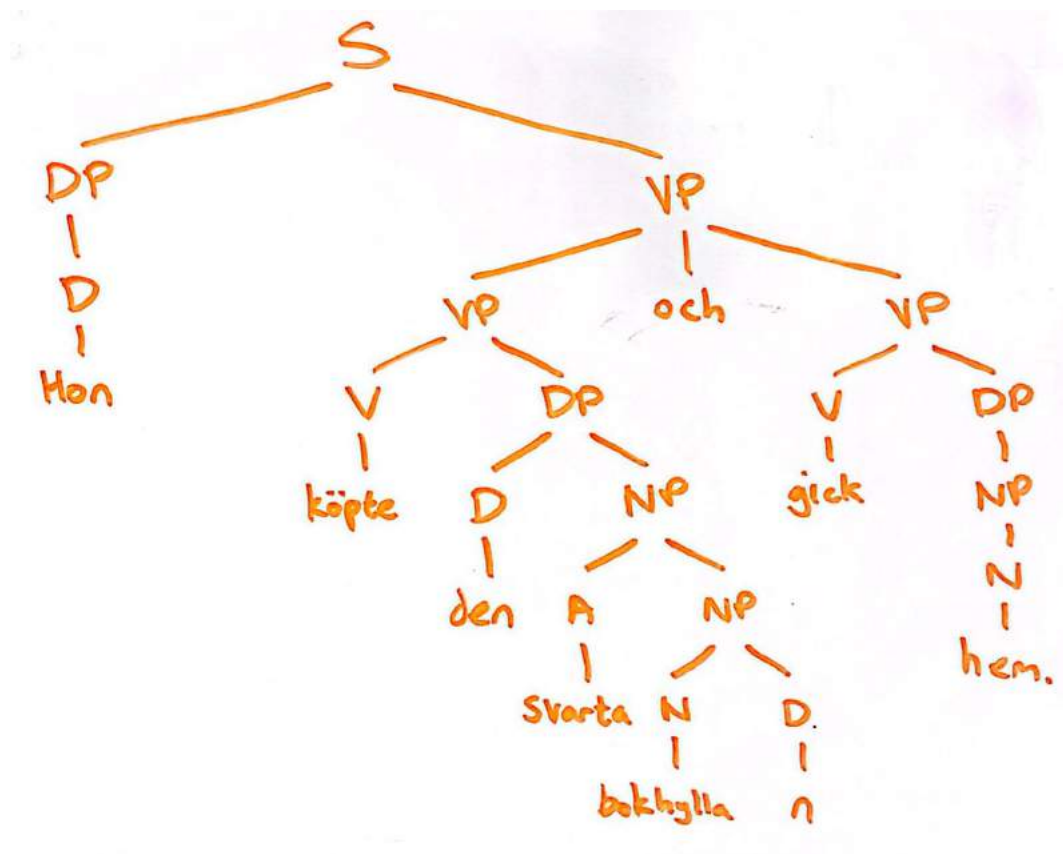 S
DP VP
D VP och VP
Hon V DP V DP
köpte D NP gick NP
den A NP N
svarta N D hem.
bokhylla n